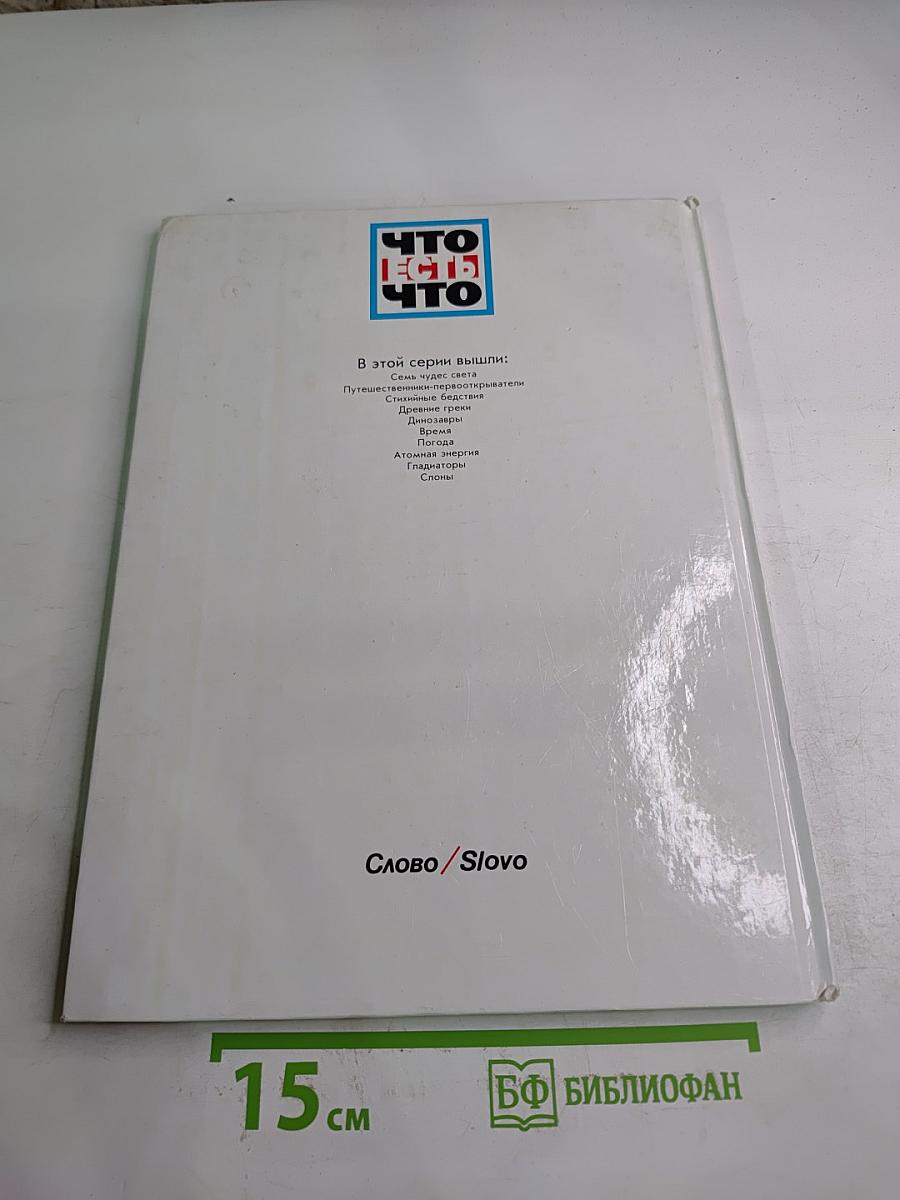 ЧТО
ЕСТЬ
ЧТО
В этой серии вышли:
Семь чудес света
Путешественники-первооткрыватели
Стихийные бедствия
Древние греки
Динозавры
Время
Погода
Атомная энергия
Гладиаторы
Слоны
Слово/Slovo
15 см
БФ БИБЛИОФАН